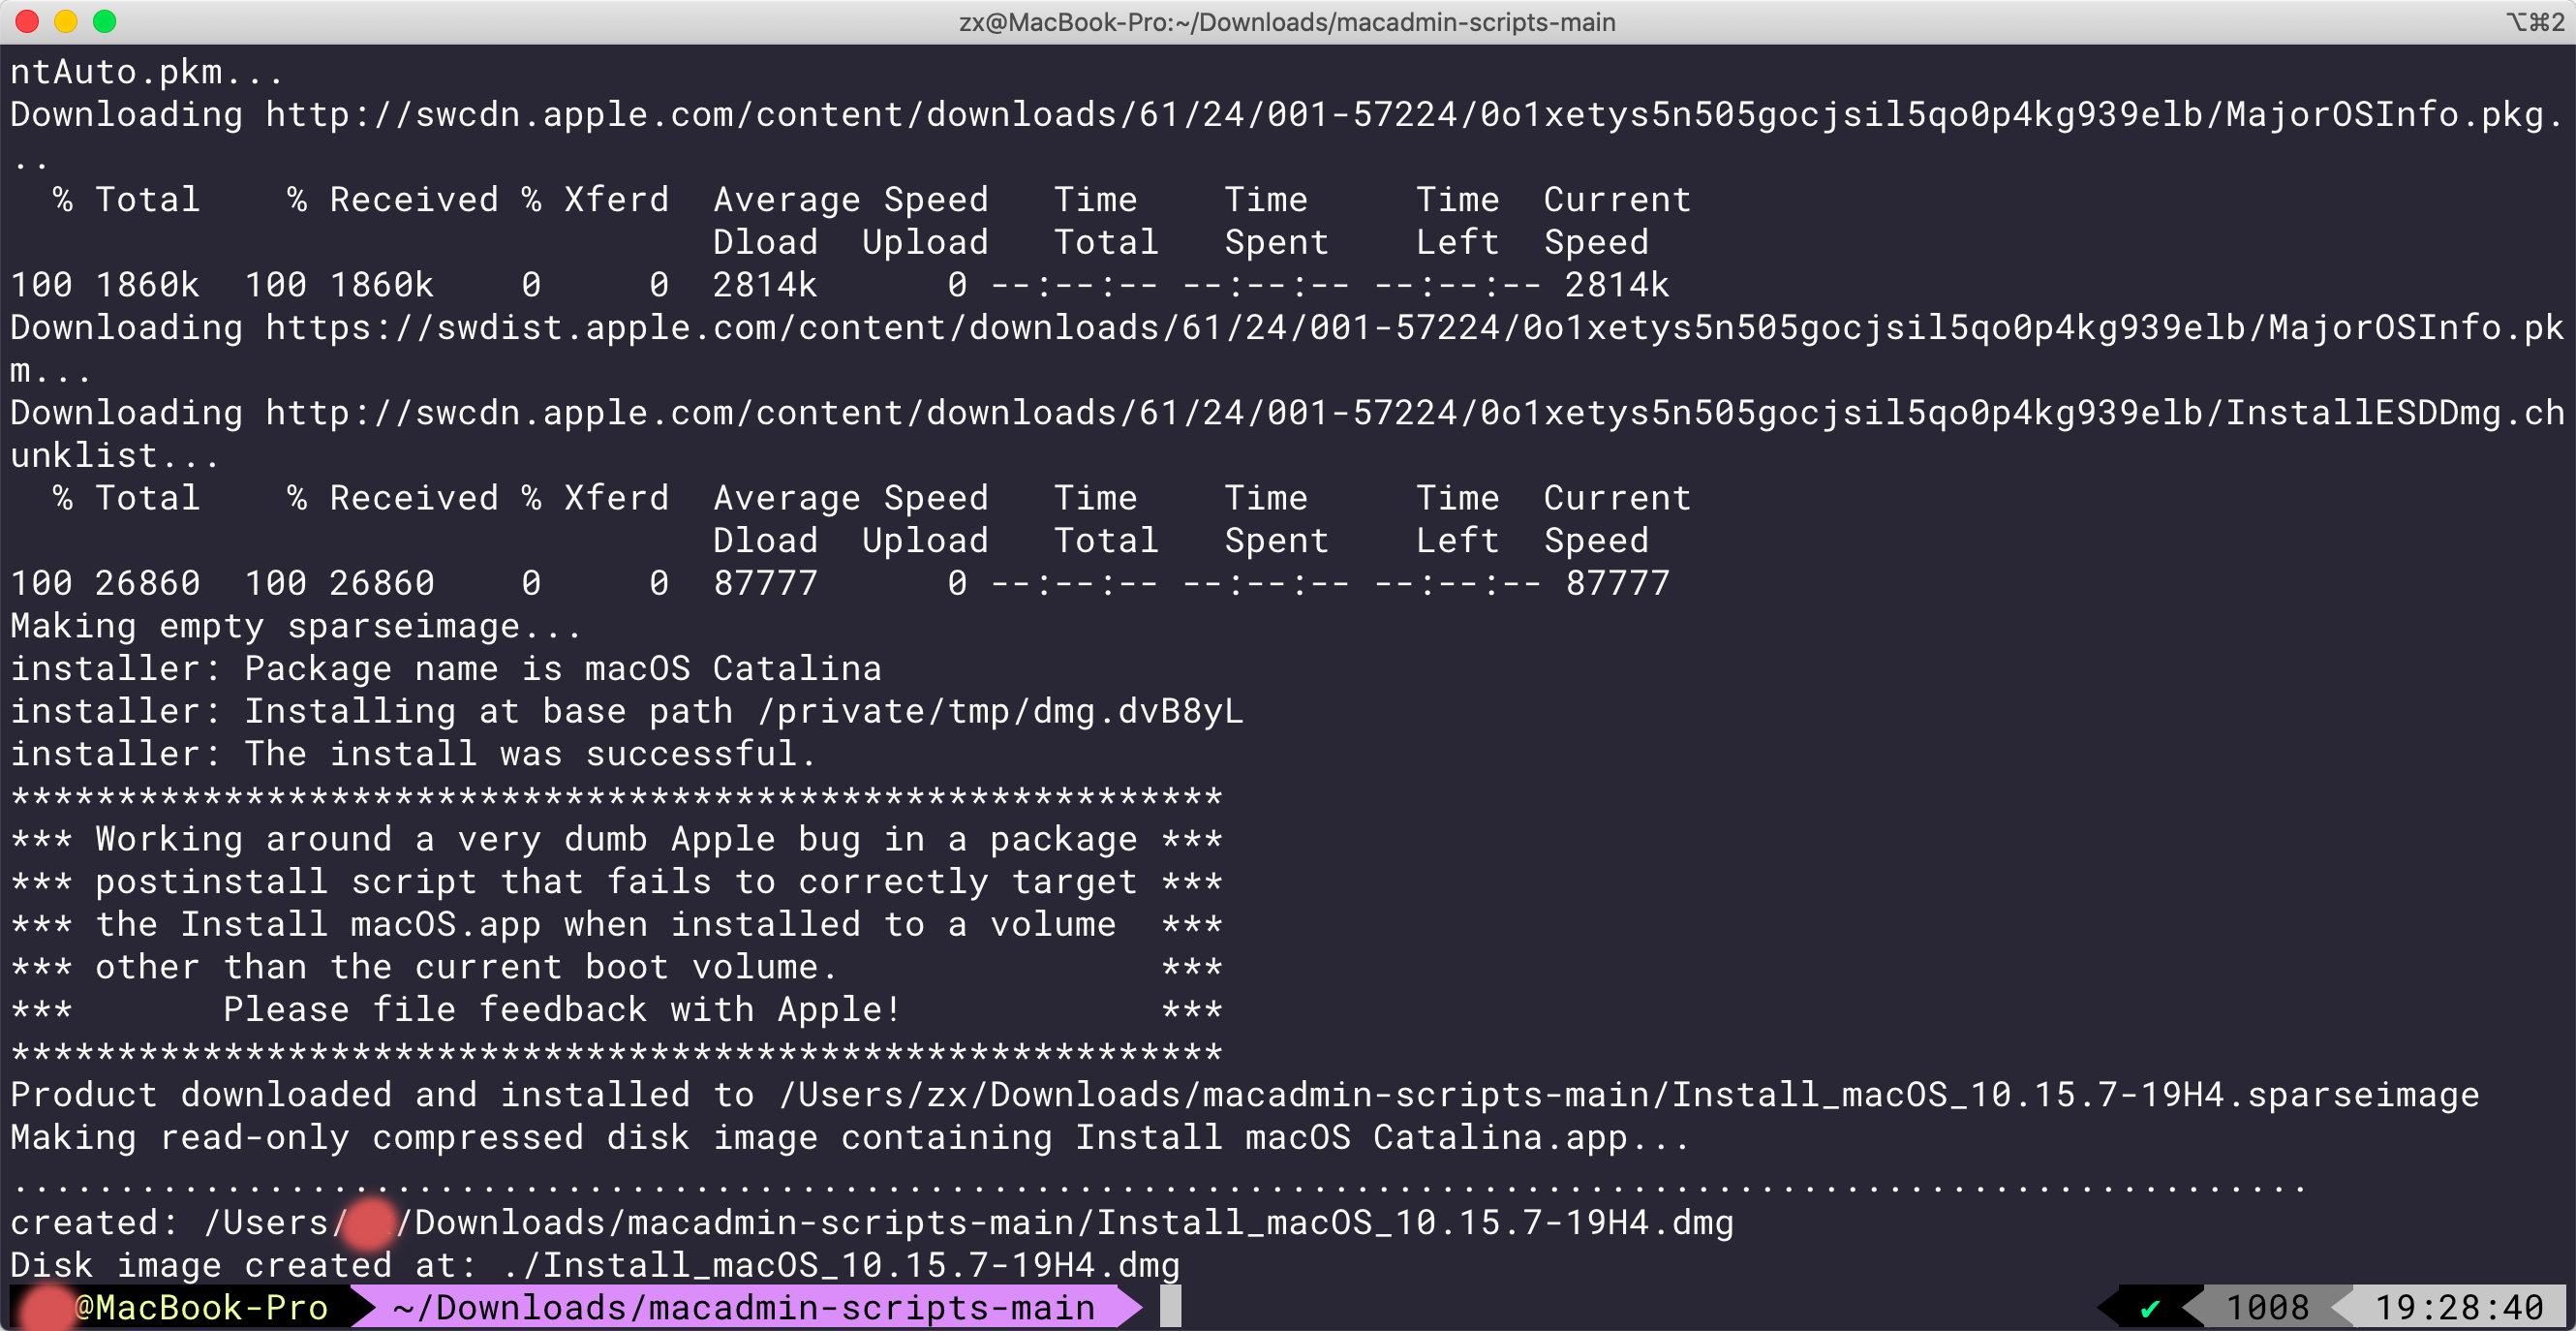 zx@MacBook-Pro:~/Downloads/macadmin-scripts-main ⌥⌘2
ntAuto.pkm...
Downloading http://swcdn.apple.com/content/downloads/61/24/001-57224/0o1xetys5n505gocjsil5qo0p4kg939elb/MajorOSInfo.pkg.
..
  % Total    % Received % Xferd  Average Speed   Time    Time     Time  Current
                                 Dload  Upload   Total   Spent    Left  Speed
100 1860k  100 1860k    0     0  2814k      0 --:--:-- --:--:-- --:--:-- 2814k
Downloading https://swdist.apple.com/content/downloads/61/24/001-57224/0o1xetys5n505gocjsil5qo0p4kg939elb/MajorOSInfo.pk
m...
Downloading http://swcdn.apple.com/content/downloads/61/24/001-57224/0o1xetys5n505gocjsil5qo0p4kg939elb/InstallESDDmg.ch
unklist...
  % Total    % Received % Xferd  Average Speed   Time    Time     Time  Current
                                 Dload  Upload   Total   Spent    Left  Speed
100 26860  100 26860    0     0  87777      0 --:--:-- --:--:-- --:--:-- 87777
Making empty sparseimage...
installer: Package name is macOS Catalina
installer: Installing at base path /private/tmp/dmg.dvB8yL
installer: The install was successful.
*********************************************************
*** Working around a very dumb Apple bug in a package ***
*** postinstall script that fails to correctly target ***
*** the Install macOS.app when installed to a volume  ***
*** other than the current boot volume.               ***
***       Please file feedback with Apple!            ***
*********************************************************
Product downloaded and installed to /Users/zx/Downloads/macadmin-scripts-main/Install_macOS_10.15.7-19H4.sparseimage
Making read-only compressed disk image containing Install macOS Catalina.app...
............................................................................................................
created: /Users/ /Downloads/macadmin-scripts-main/Install_macOS_10.15.7-19H4.dmg
Disk image created at: ./Install_macOS_10.15.7-19H4.dmg
@MacBook-Pro ~/Downloads/macadmin-scripts-main ✔ 1008 19:28:40